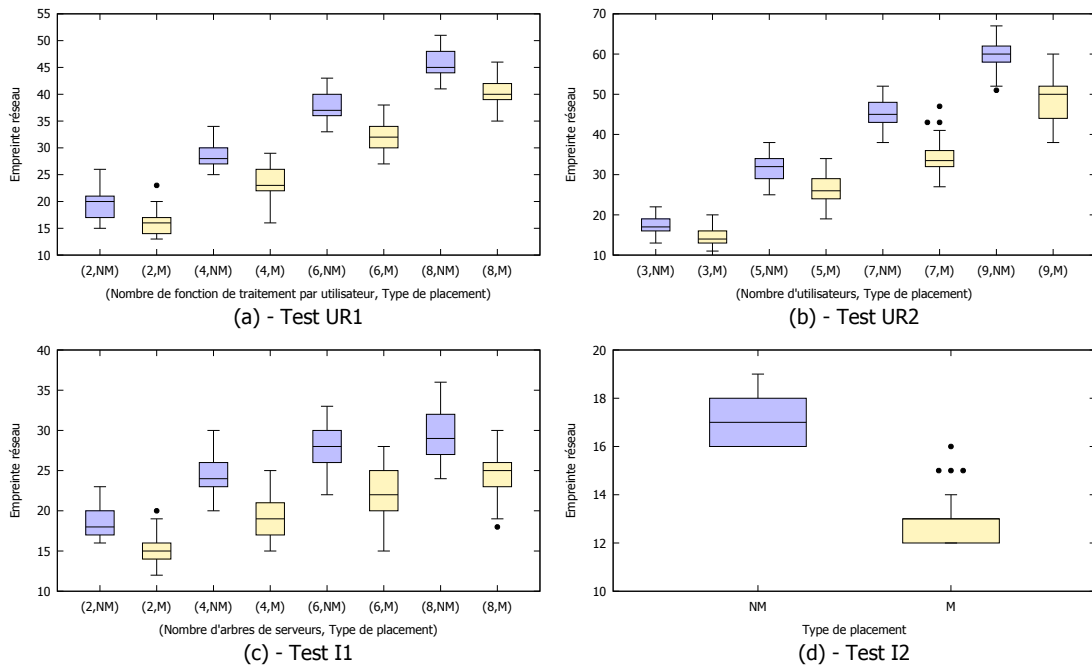 55
50
45
40
35
30
25
20
15
10
Empreinte réseau
(2,NM) (2,M) (4,NM) (4,M) (6,NM) (6,M) (8,NM) (8,M)
(Nombre de fonction de traitement par utilisateur, Type de placement)
(a) - Test UR1
70
60
50
40
30
20
10
Empreinte réseau
(3,NM) (3,M) (5,NM) (5,M) (7,NM) (7,M) (9,NM) (9,M)
(Nombre d'utilisateurs, Type de placement)
(b) - Test UR2
40
35
30
25
20
15
10
Empreinte réseau
(2,NM) (2,M) (4,NM) (4,M) (6,NM) (6,M) (8,NM) (8,M)
(Nombre d'arbres de serveurs, Type de placement)
(c) - Test I1
20
18
16
14
12
10
Empreinte réseau
NM M
Type de placement
(d) - Test I2